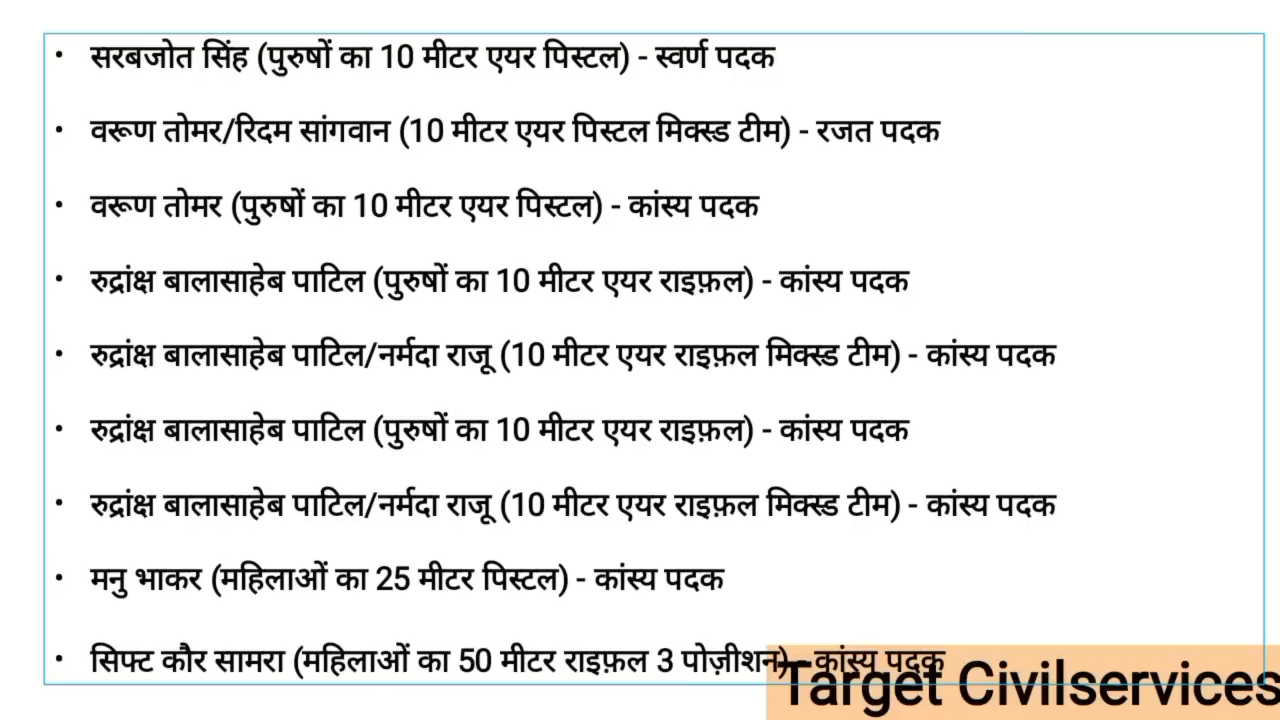 • सरबजोत सिंह (पुरुषों का 10 मीटर एयर पिस्टल) - स्वर्ण पदक
• वरूण तोमर/रिदम सांगवान (10 मीटर एयर पिस्टल मिक्स्ड टीम) - रजत पदक
• वरूण तोमर (पुरुषों का 10 मीटर एयर पिस्टल) - कांस्य पदक
• रुद्रांक्ष बालासाहेब पाटिल (पुरुषों का 10 मीटर एयर राइफ़ल) - कांस्य पदक
• रुद्रांक्ष बालासाहेब पाटिल/नर्मदा राजू (10 मीटर एयर राइफ़ल मिक्स्ड टीम) - कांस्य पदक
• रुद्रांक्ष बालासाहेब पाटिल (पुरुषों का 10 मीटर एयर राइफ़ल) - कांस्य पदक
• रुद्रांक्ष बालासाहेब पाटिल/नर्मदा राजू (10 मीटर एयर राइफ़ल मिक्स्ड टीम) - कांस्य पदक
• मनु भाकर (महिलाओं का 25 मीटर पिस्टल) - कांस्य पदक
• सिफ्ट कौर सामरा (महिलाओं का 50 मीटर राइफ़ल 3 पोज़ीशन) - कांस्य पदक
Target Civilservices